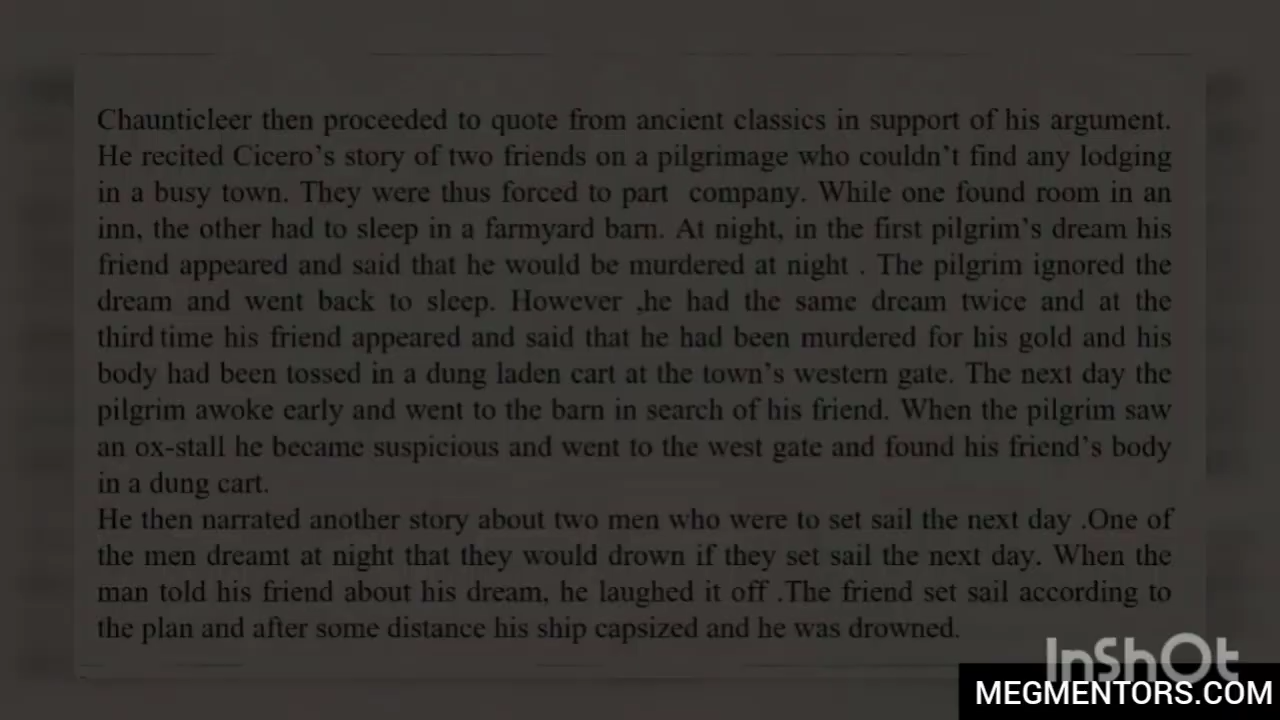 Chaunticleer then proceeded to quote from ancient classics in support of his argument.
He recited Cicero's story of two friends on a pilgrimage who couldn't find any lodging
in a busy town. They were thus forced to part company. While one found room in an
inn, the other had to sleep in a farmyard barn. At night, in the first pilgrim's dream his
friend appeared and said that he would be murdered at night . The pilgrim ignored the
dream and went back to sleep. However ,he had the same dream twice and at the
third time his friend appeared and said that he had been murdered for his gold and his
body had been tossed in a dung laden cart at the town's western gate. The next day the
pilgrim awoke early and went to the barn in search of his friend. When the pilgrim saw
an ox-stall he became suspicious and went to the west gate and found his friend's body
in a dung cart.
He then narrated another story about two men who were to set sail the next day .One of
the men dreamt at night that they would drown if they set sail the next day. When the
man told his friend about his dream, he laughed it off .The friend set sail according to
the plan and after some distance his ship capsized and he was drowned.
InShOt
MEGMENTORS.COM